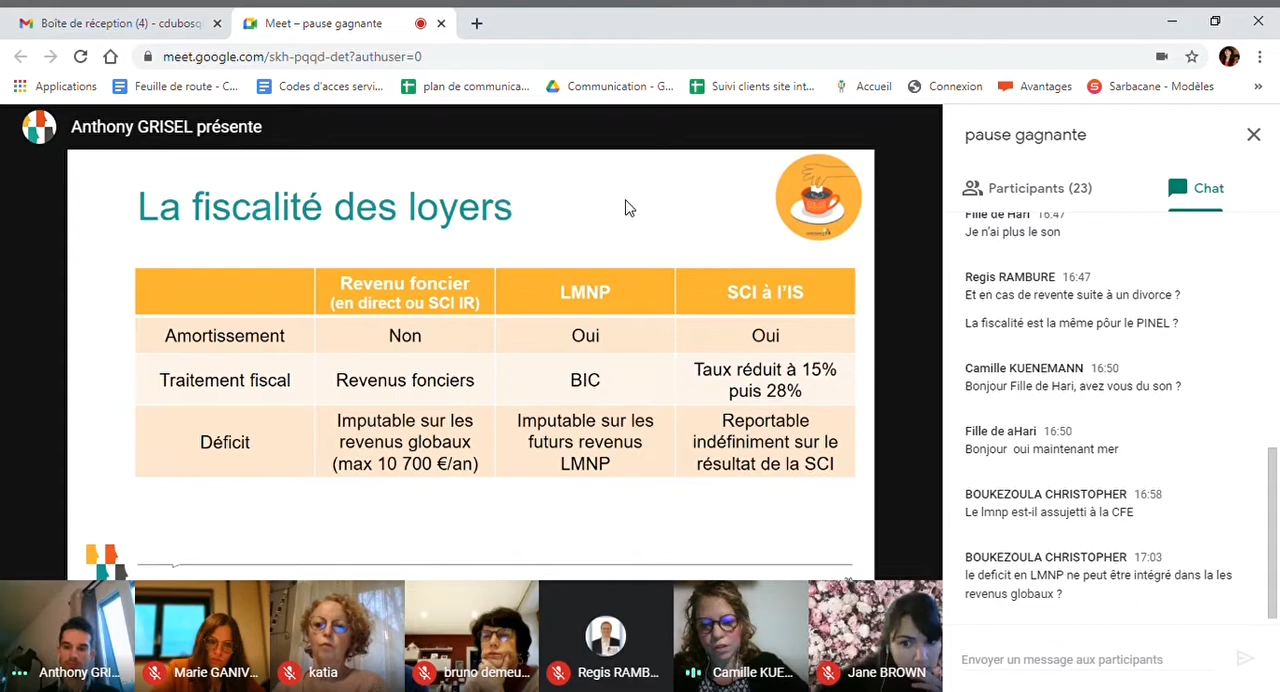 Boîte de réception (4) - cdubosq
Meet – pause gagnante
meet.google.com/skh-pqqd-det?authuser=0
Applications
Feuille de route - C...
Codes d'acces servi...
plan de communica...
Communication - G...
Suivi clients site int...
Accueil
Connexion
Avantages
Sarbacane - Modèles
»
Anthony GRISEL présente
La fiscalité des loyers
Revenu foncier
(en direct ou SCI IR)
LMNP
SCI à l'IS
Amortissement
Non
Oui
Oui
Traitement fiscal
Revenus fonciers
BIC
Taux réduit à 15%
puis 28%
Déficit
Imputable sur les
revenus globaux
(max 10 700 €/an)
Imputable sur les
futurs revenus
LMNP
Reportable
indéfiniment sur le
résultat de la SCI
Anthony GRI...
Marie GANIV...
katia
bruno demeu...
Regis RAMB...
Camille KUE...
Jane BROWN
pause gagnante
Participants (23)
Chat
Fille de Hari 16:47
Je n'ai plus le son
Regis RAMBURE 16:47
Et en cas de revente suite à un divorce ?
La fiscalité est la même pôur le PINEL ?
Camille KUENEMANN 16:50
Bonjour Fille de Hari, avez vous du son ?
Fille de aHari 16:50
Bonjour oui maintenant mer
BOUKEZOULA CHRISTOPHER 16:58
Le lmnp est-il assujetti à la CFE
BOUKEZOULA CHRISTOPHER 17:03
le deficit en LMNP ne peut être intégré dans la les
revenus globaux ?
Envoyer un message aux participants